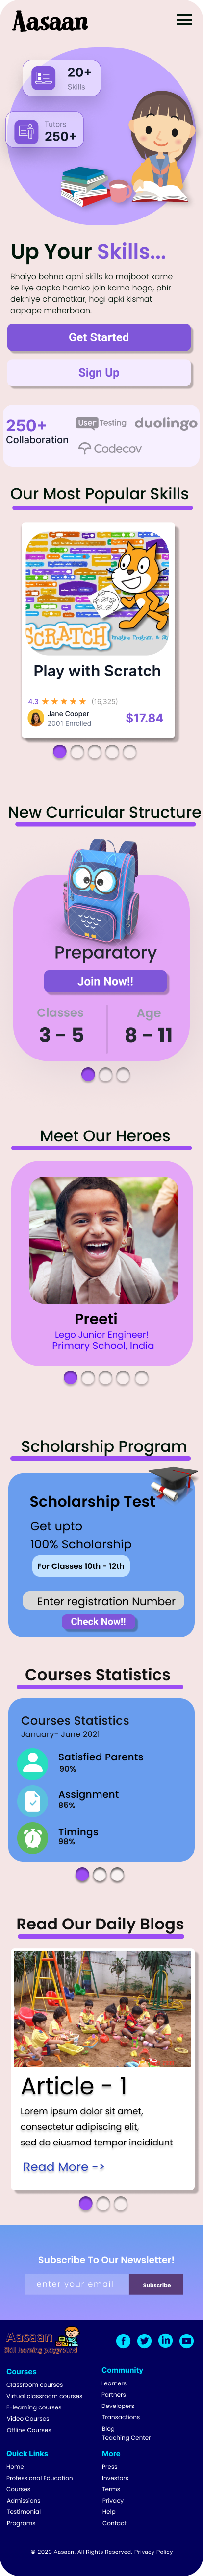 Aasaan
20+
Skills
Tutors
250+
Up Your Skills...
Bhaiyo behno apni skills ko majboot karne
ke liye aapko hamko join karna hoga, phir
dekhiye chamatkar, hogi apki kismat
aapape meherbaan.
Get Started
Sign Up
250+
Collaboration
User Testing
duolingo
Codecov
Our Most Popular Skills
SCRATCH
Imagine Program
Play with Scratch
4.3 ★ ★ ★ ★ ★ (16,325)
Jane Cooper
2001 Enrolled
$17.84
New Curricular Structure
Preparatory
Join Now!!
Classes
3 - 5
Age
8 - 11
Meet Our Heroes
Preeti
Lego Junior Engineer!
Primary School, India
Scholarship Program
Scholarship Test
Get upto
100% Scholarship
For Classes 10th - 12th
Enter registration Number
Check Now!!
Courses Statistics
Courses Statistics
January- June 2021
Satisfied Parents
90%
Assignment
85%
Timings
98%
Read Our Daily Blogs
Article - 1
Lorem ipsum dolor sit amet,
consectetur adipiscing elit,
sed do eiusmod tempor incididunt
Read More ->
Subscribe To Our Newsletter!
enter your email
Subscribe
Aasaan
Skill learning playground
Courses
Classroom courses
Virtual classroom courses
E-learning courses
Video Courses
Offline Courses
Community
Learners
Partners
Developers
Transactions
Blog
Teaching Center
Quick Links
Home
Professional Education
Courses
Admissions
Testimonial
Programs
More
Press
Investors
Terms
Privacy
Help
Contact
© 2023 Aasaan. All Rights Reserved. Privacy Policy